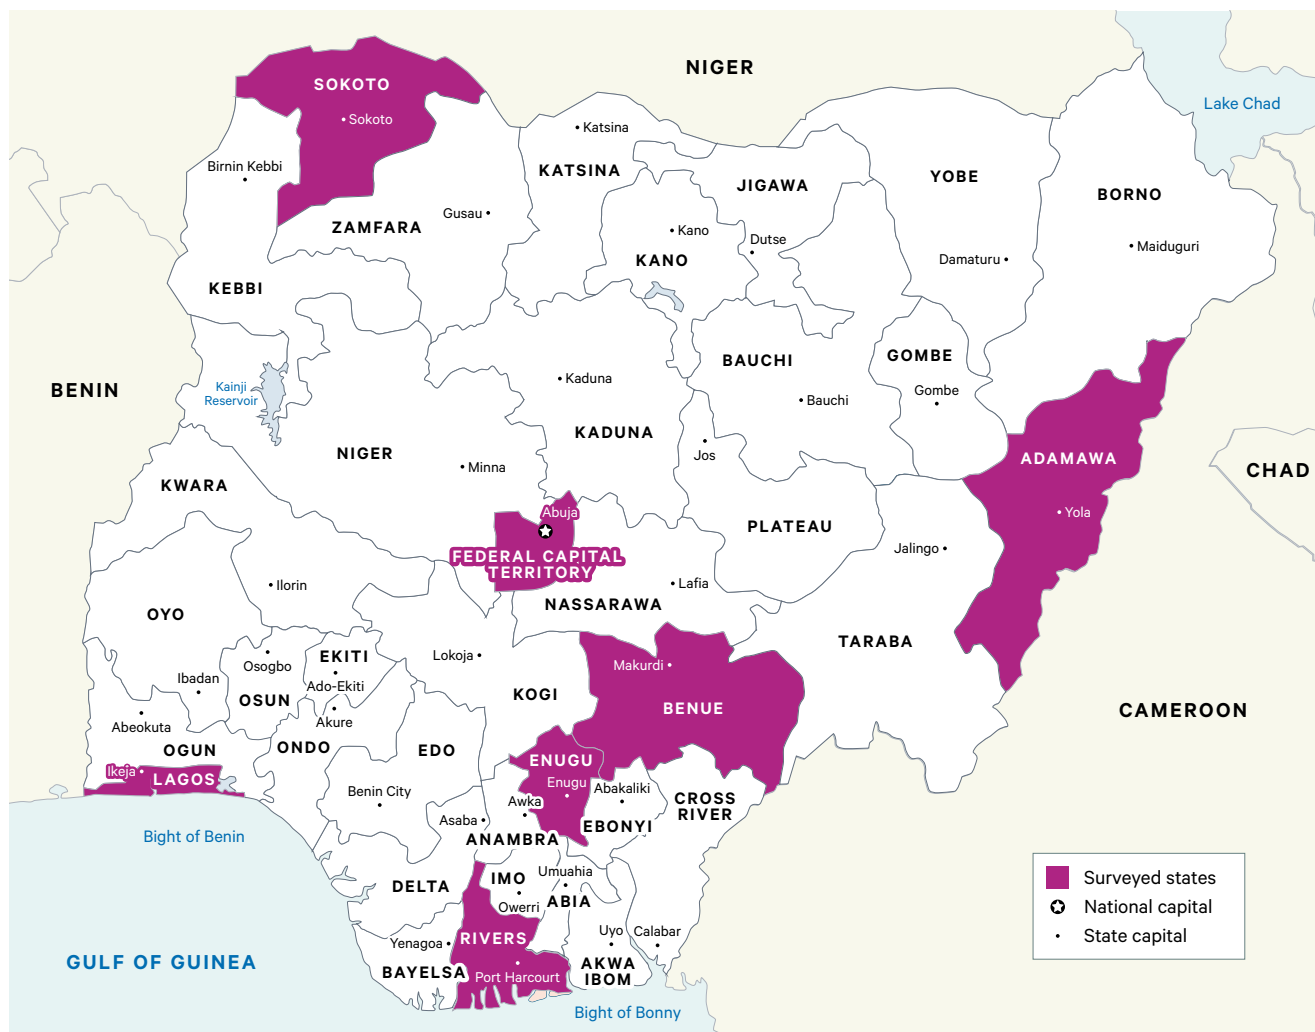 NIGER
SOKOTO
Lake Chad
Sokoto
Katsina
Kano
Birnin Kebbi
KATSINA
JIGAWA
YOBE
BORNO
Gusau
ZAMFARA
Dutse
Maiduguri
KANO
Damaturu
KEBBI
BENIN
Kainji
Reservoir
Kaduna
BAUCHI
GOMBE
Gombe
Bauchi
KADUNA
NIGER
Jos
ADAMAWA
CHAD
Minna
KWARA
Abuja
Yola
PLATEAU
FEDERAL CAPITAL
TERRITORY
Jalingo
Ilorin
Lafia
OYO
NASSARAWA
TARABA
Lokoja
EKITI
Osogbo
Makurdi
Ibadan
Ado-Ekiti
OSUN
KOGI
BENUE
CAMEROON
Abeokuta
Akure
OGUN
ONDO
EDO
ENUGU
Ikeja
LAGOS
Enugu
Abakaliki
Benin City
Awka
CROSS
RIVER
Asaba
EBONYI
Bight of Benin
ANAMBRA
DELTA
IMO
Umuahia
ABIA
Owerri
Yenagoa
RIVERS
Uyo
Calabar
GULF OF GUINEA
BAYELSA
Port Harcourt
AKWA
IBOM
Bight of Bonny
Surveyed states
National capital
State capital